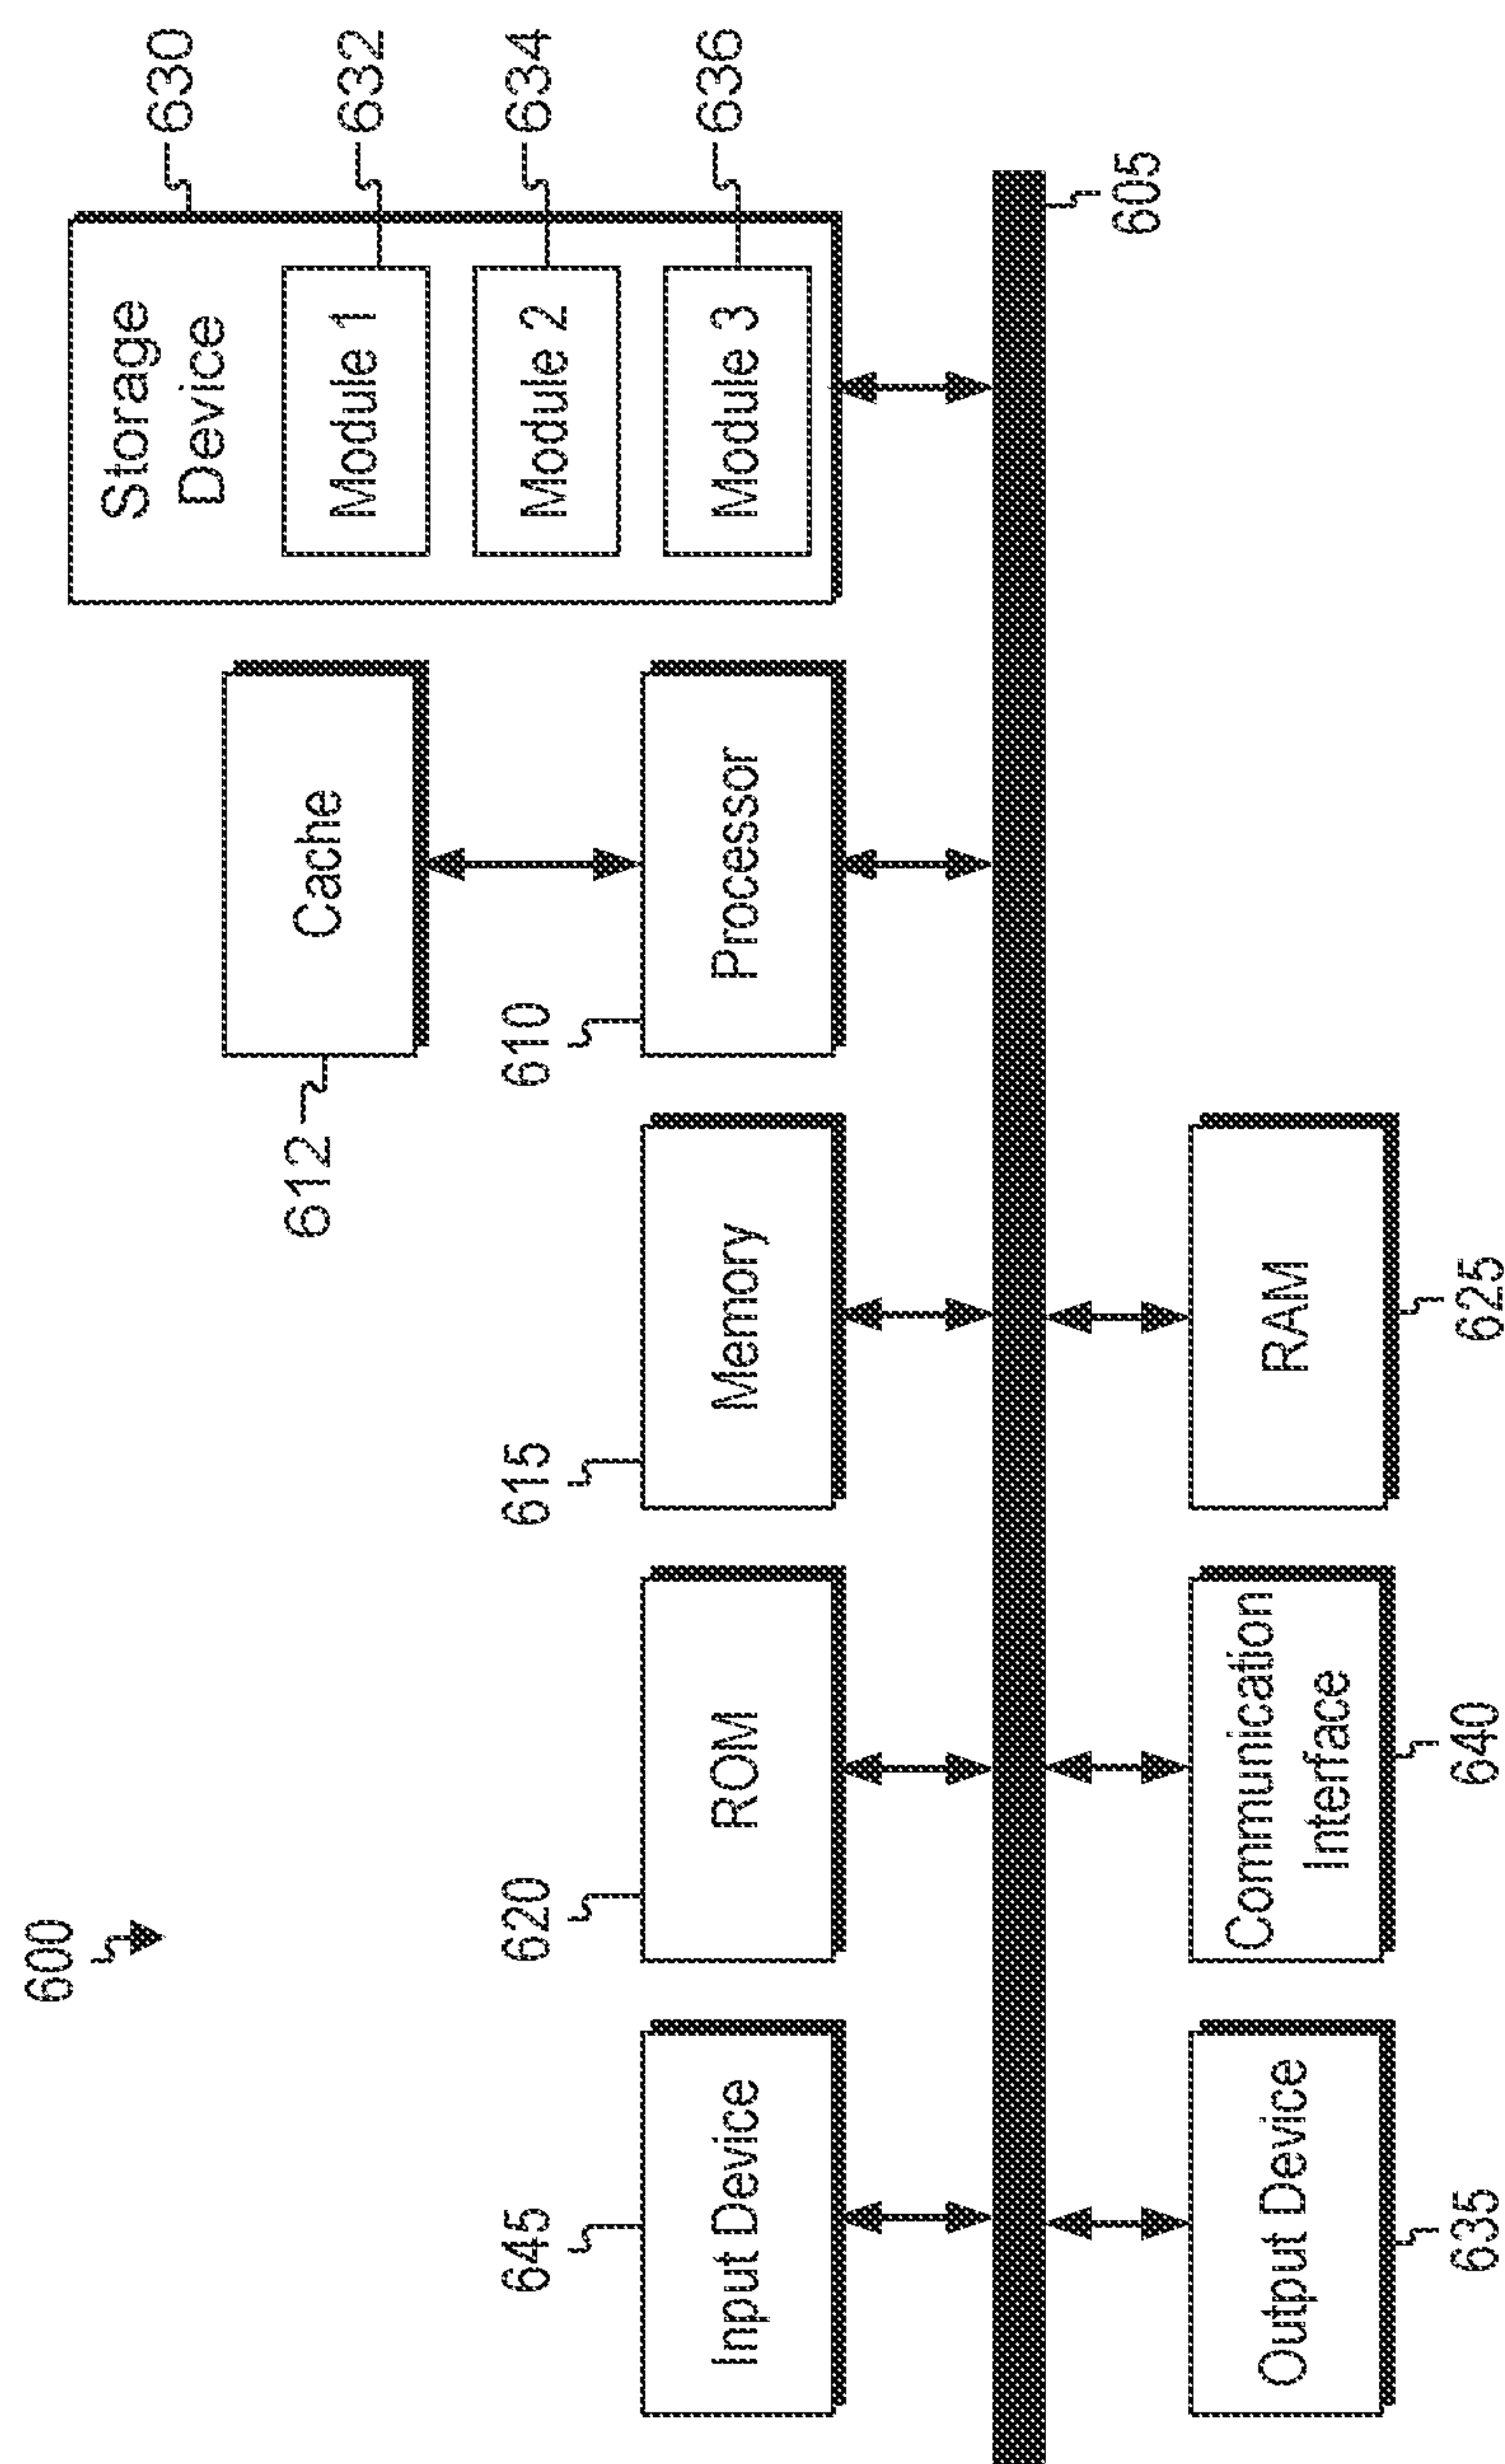 600
645
Input Device
620
ROM
615
Memory
612
Cache
610
Processor
630
Storage
Device
632
Module 1
634
Module 2
636
Module 3
605
Output Device
635
Communication
Interface
640
RAM
625